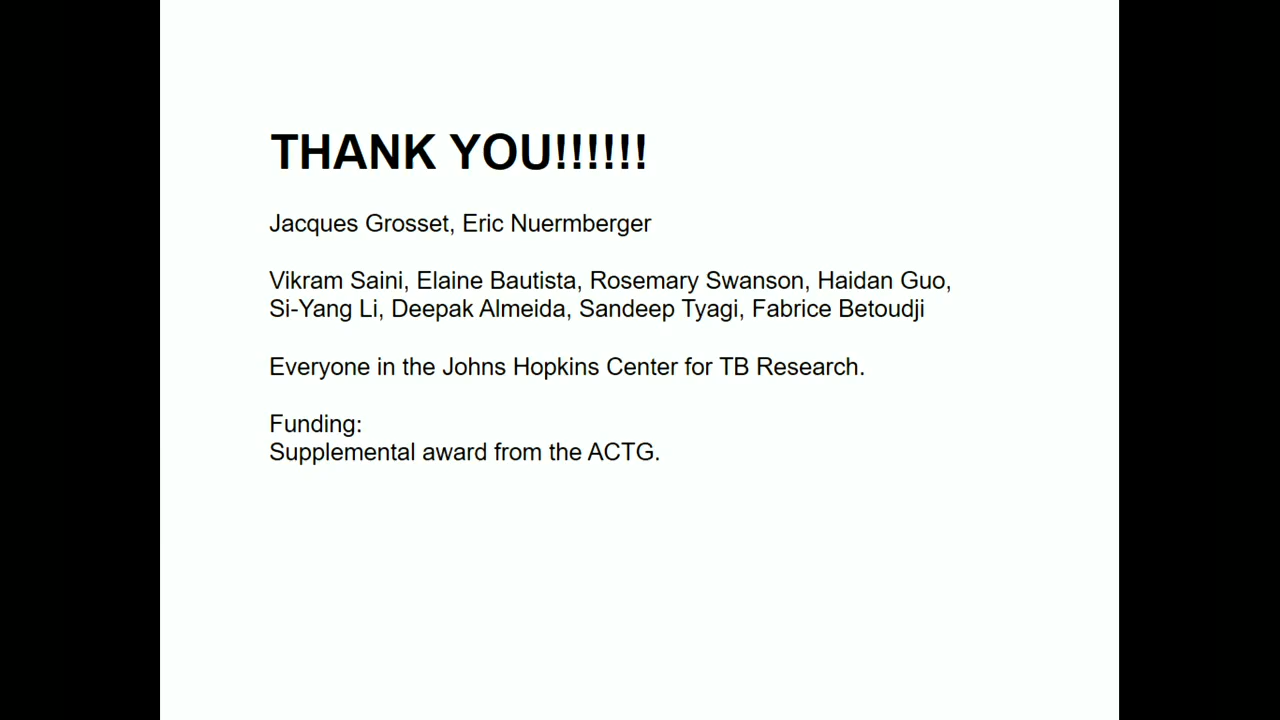 THANK YOU!!!!!!
Jacques Grosset, Eric Nuermberger
Vikram Saini, Elaine Bautista, Rosemary Swanson, Haidan Guo,
Si-Yang Li, Deepak Almeida, Sandeep Tyagi, Fabrice Betoudji
Everyone in the Johns Hopkins Center for TB Research.
Funding:
Supplemental award from the ACTG.